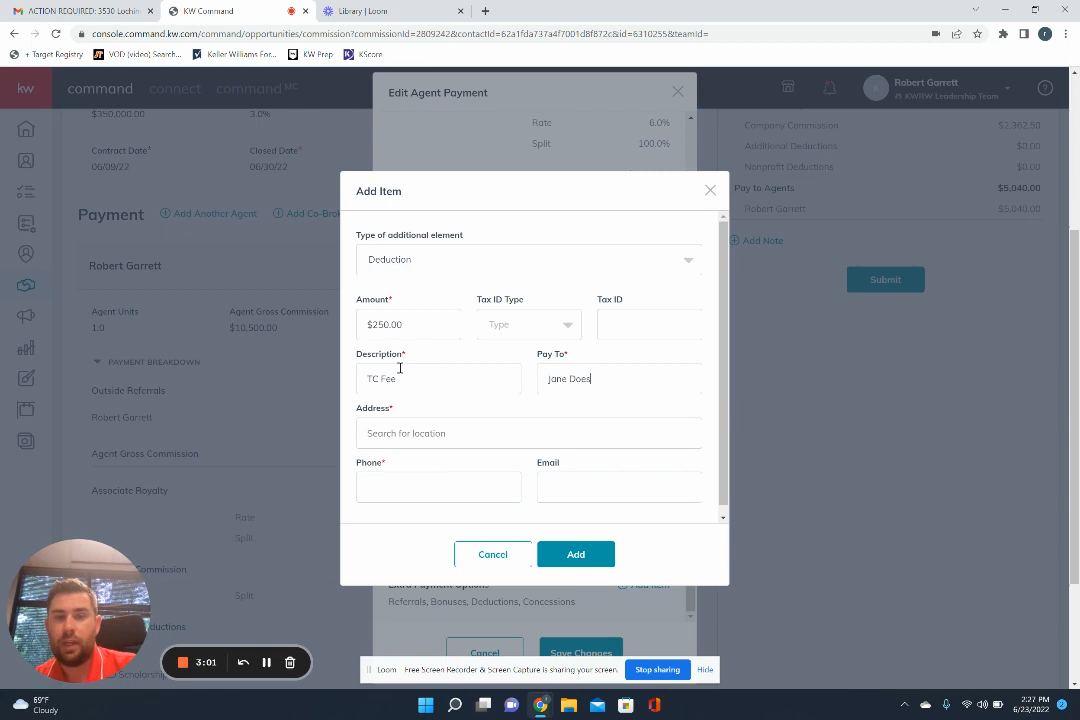 ACTION REQUIRED: 3530 Lochin
KW Command
Library | Loom
console.command.kw.com/command/opportunities/commission?commissionId=2809242&contactId=62a1fda737a4f7001d8f872c&id=6310255&teamId=
+ Target Registry
VOD (video) Search...
Keller Williams For...
KW Prep
KScore
kw
command
connect
command MC
Edit Agent Payment
Robert Garrett
KWRW Leadership Team
$350,000.00
3.0%
Rate
6.0%
Split
100.0%
Company Commission
$2,362.50
Additional Deductions
$0.00
Nonprofit Deductions
$0.00
Pay to Agents
$5,040.00
Robert Garrett
$5,040.00
Add Note
Submit
Contract Date*
Closed Date*
06/09/22
06/30/22
Payment
Add Another Agent
Add Co-Brok
Robert Garrett
Agent Units
Agent Gross Commission
1.0
$10,500.00
PAYMENT BREAKDOWN
Outside Referrals
Robert Garrett
Agent Gross Commission
Associate Royalty
Rate
Split
Split
Add Item
Type of additional element
Deduction
Amount*
Tax ID Type
Tax ID
$250.00
Type
Description*
Pay To*
TC Fee
Jane Does
Address*
Search for location
Phone*
Email
Cancel
Add
Extra Payment Options
Add Item
Referrals, Bonuses, Deductions, Concessions
Cancel
Save Changes
3:01
Loom
Free Screen Recorder & Screen Capture is sharing your screen.
Stop sharing
Hide
69°F
Cloudy
2:27 PM
6/23/2022
2